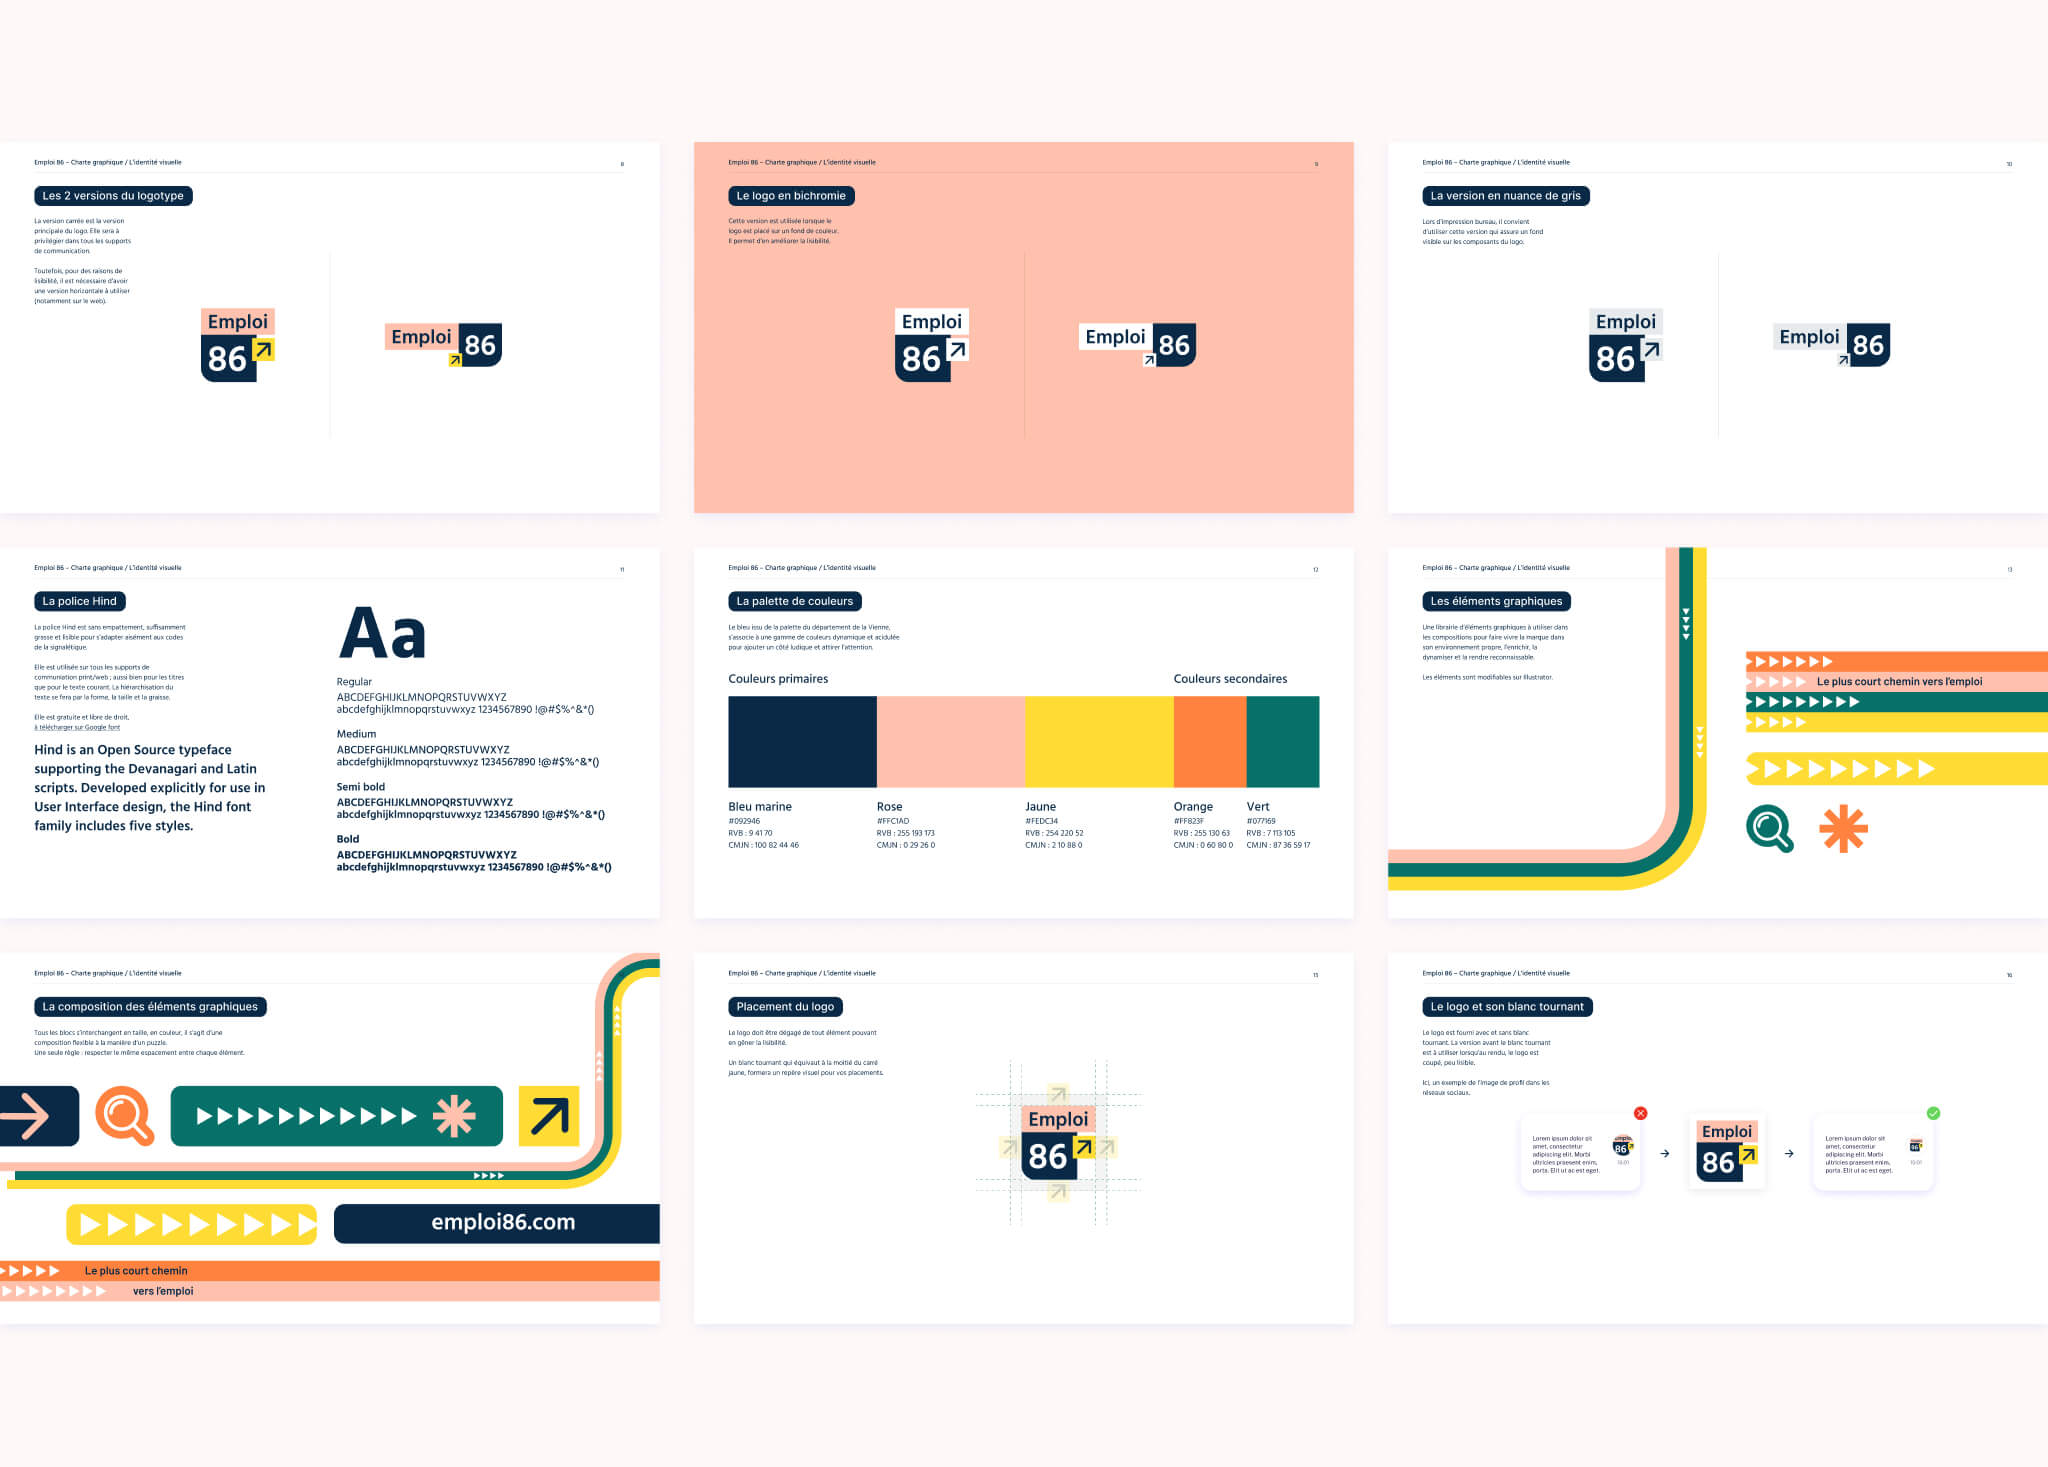 Emploi 86 – Charte graphique / L'identité visuelle
8
Les 2 versions du logotype
La version carrée est la version
principale du logo. Elle sera à
privilégier dans tous les supports
de communication.
Toutefois, pour des raisons de
lisibilité, il est nécessaire d'avoir
une version horizontale à utiliser
(notamment sur le web).
Emploi
86
Emploi
86
Emploi 86 – Charte graphique / L'identité visuelle
9
Le logo en bichromie
Cette version est utilisée lorsque le
logo est placé sur un fond de couleur.
Il permet d'en améliorer la lisibilité.
Emploi
86
Emploi
86
Emploi 86 – Charte graphique / L'identité visuelle
10
La version en nuance de gris
Lors d'impression bureau, il convient
d'utiliser cette version qui assure un fond
visible sur les composants du logo.
Emploi
86
Emploi
86
Emploi 86 – Charte graphique / L'identité visuelle
11
La police Hind
La police Hind est sans empattement, suffisamment
grasse et lisible pour s'adapter aisément aux codes
de la signalétique.
Elle est utilisée sur tous les supports de
communiation print/web ; aussi bien pour les titres
que pour le texte courant. La hiérarchisation du
texte se fera par la forme, la taille et la graisse.
Elle est gratuite et libre de droit,
à télécharger sur Google font
Hind is an Open Source typeface
supporting the Devanagari and Latin
scripts. Developed explicitly for use in
User Interface design, the Hind font
family includes five styles.
Aa
Regular
ABCDEFGHIJKLMNOPQRSTUVWXYZ
abcdefghijklmnopqrstuvwxyz 1234567890 !@#$%^&*()
Medium
ABCDEFGHIJKLMNOPQRSTUVWXYZ
abcdefghijklmnopqrstuvwxyz 1234567890 !@#$%^&*()
Semi bold
ABCDEFGHIJKLMNOPQRSTUVWXYZ
abcdefghijklmnopqrstuvwxyz 1234567890 !@#$%^&*()
Bold
ABCDEFGHIJKLMNOPQRSTUVWXYZ
abcdefghijklmnopqrstuvwxyz 1234567890 !@#$%^&*()
Emploi 86 – Charte graphique / L'identité visuelle
12
La palette de couleurs
Le bleu issu de la palette du département de la Vienne,
s'associe à une gamme de couleurs dynamique et acidulée
pour ajouter un côté ludique et attirer l'attention.
Couleurs primaires
Couleurs secondaires
Bleu marine
#092946
RVB : 9 41 70
CMJN : 100 82 44 46
Rose
#FFC1AD
RVB : 255 193 173
CMJN : 0 29 26 0
Jaune
#FEDC34
RVB : 254 220 52
CMJN : 2 10 88 0
Orange
#FF823F
RVB : 255 130 63
CMJN : 0 60 80 0
Vert
#077169
RVB : 7 113 105
CMJN : 87 36 59 17
Emploi 86 – Charte graphique / L'identité visuelle
13
Les éléments graphiques
Une librairie d'éléments graphiques à utiliser dans
les compositions pour faire vivre la marque dans
son environnement propre, l'enrichir, la
dynamiser et la rendre reconnaissable.
Les éléments sont modifiables sur Illustrator.
Le plus court chemin vers l'emploi
Emploi 86 – Charte graphique / L'identité visuelle
La composition des éléments graphiques
Tous les blocs s'interchangent en taille, en couleur, il s'agit d'une
composition flexible à la manière d'un puzzle.
Une seule règle : respecter le même espacement entre chaque élément.
emploi86.com
Le plus court chemin
vers l'emploi
Emploi 86 – Charte graphique / L'identité visuelle
15
Placement du logo
Le logo doit être dégagé de tout élément pouvant
en gêner la lisibilité.
Un blanc tournant qui équivaut à la moitié du carré
jaune, formera un repère visuel pour vos placements.
Emploi
86
Emploi 86 – Charte graphique / L'identité visuelle
16
Le logo et son blanc tournant
Le logo est fourni avec et sans blanc
tournant. La version avant le blanc tournant
est à utiliser lorsqu'au rendu, le logo est
coupé, peu lisible.
Ici, un exemple de l'image de profil dans les
réseaux sociaux.
Lorem ipsum dolor sit
amet, consectetur
adipiscing elit. Morbi
ultricies praesent enim,
porta. Elit ut ac est eget.
86
Emploi
86
Lorem ipsum dolor sit
amet, consectetur
adipiscing elit. Morbi
ultricies praesent enim,
porta. Elit ut ac est eget.
86